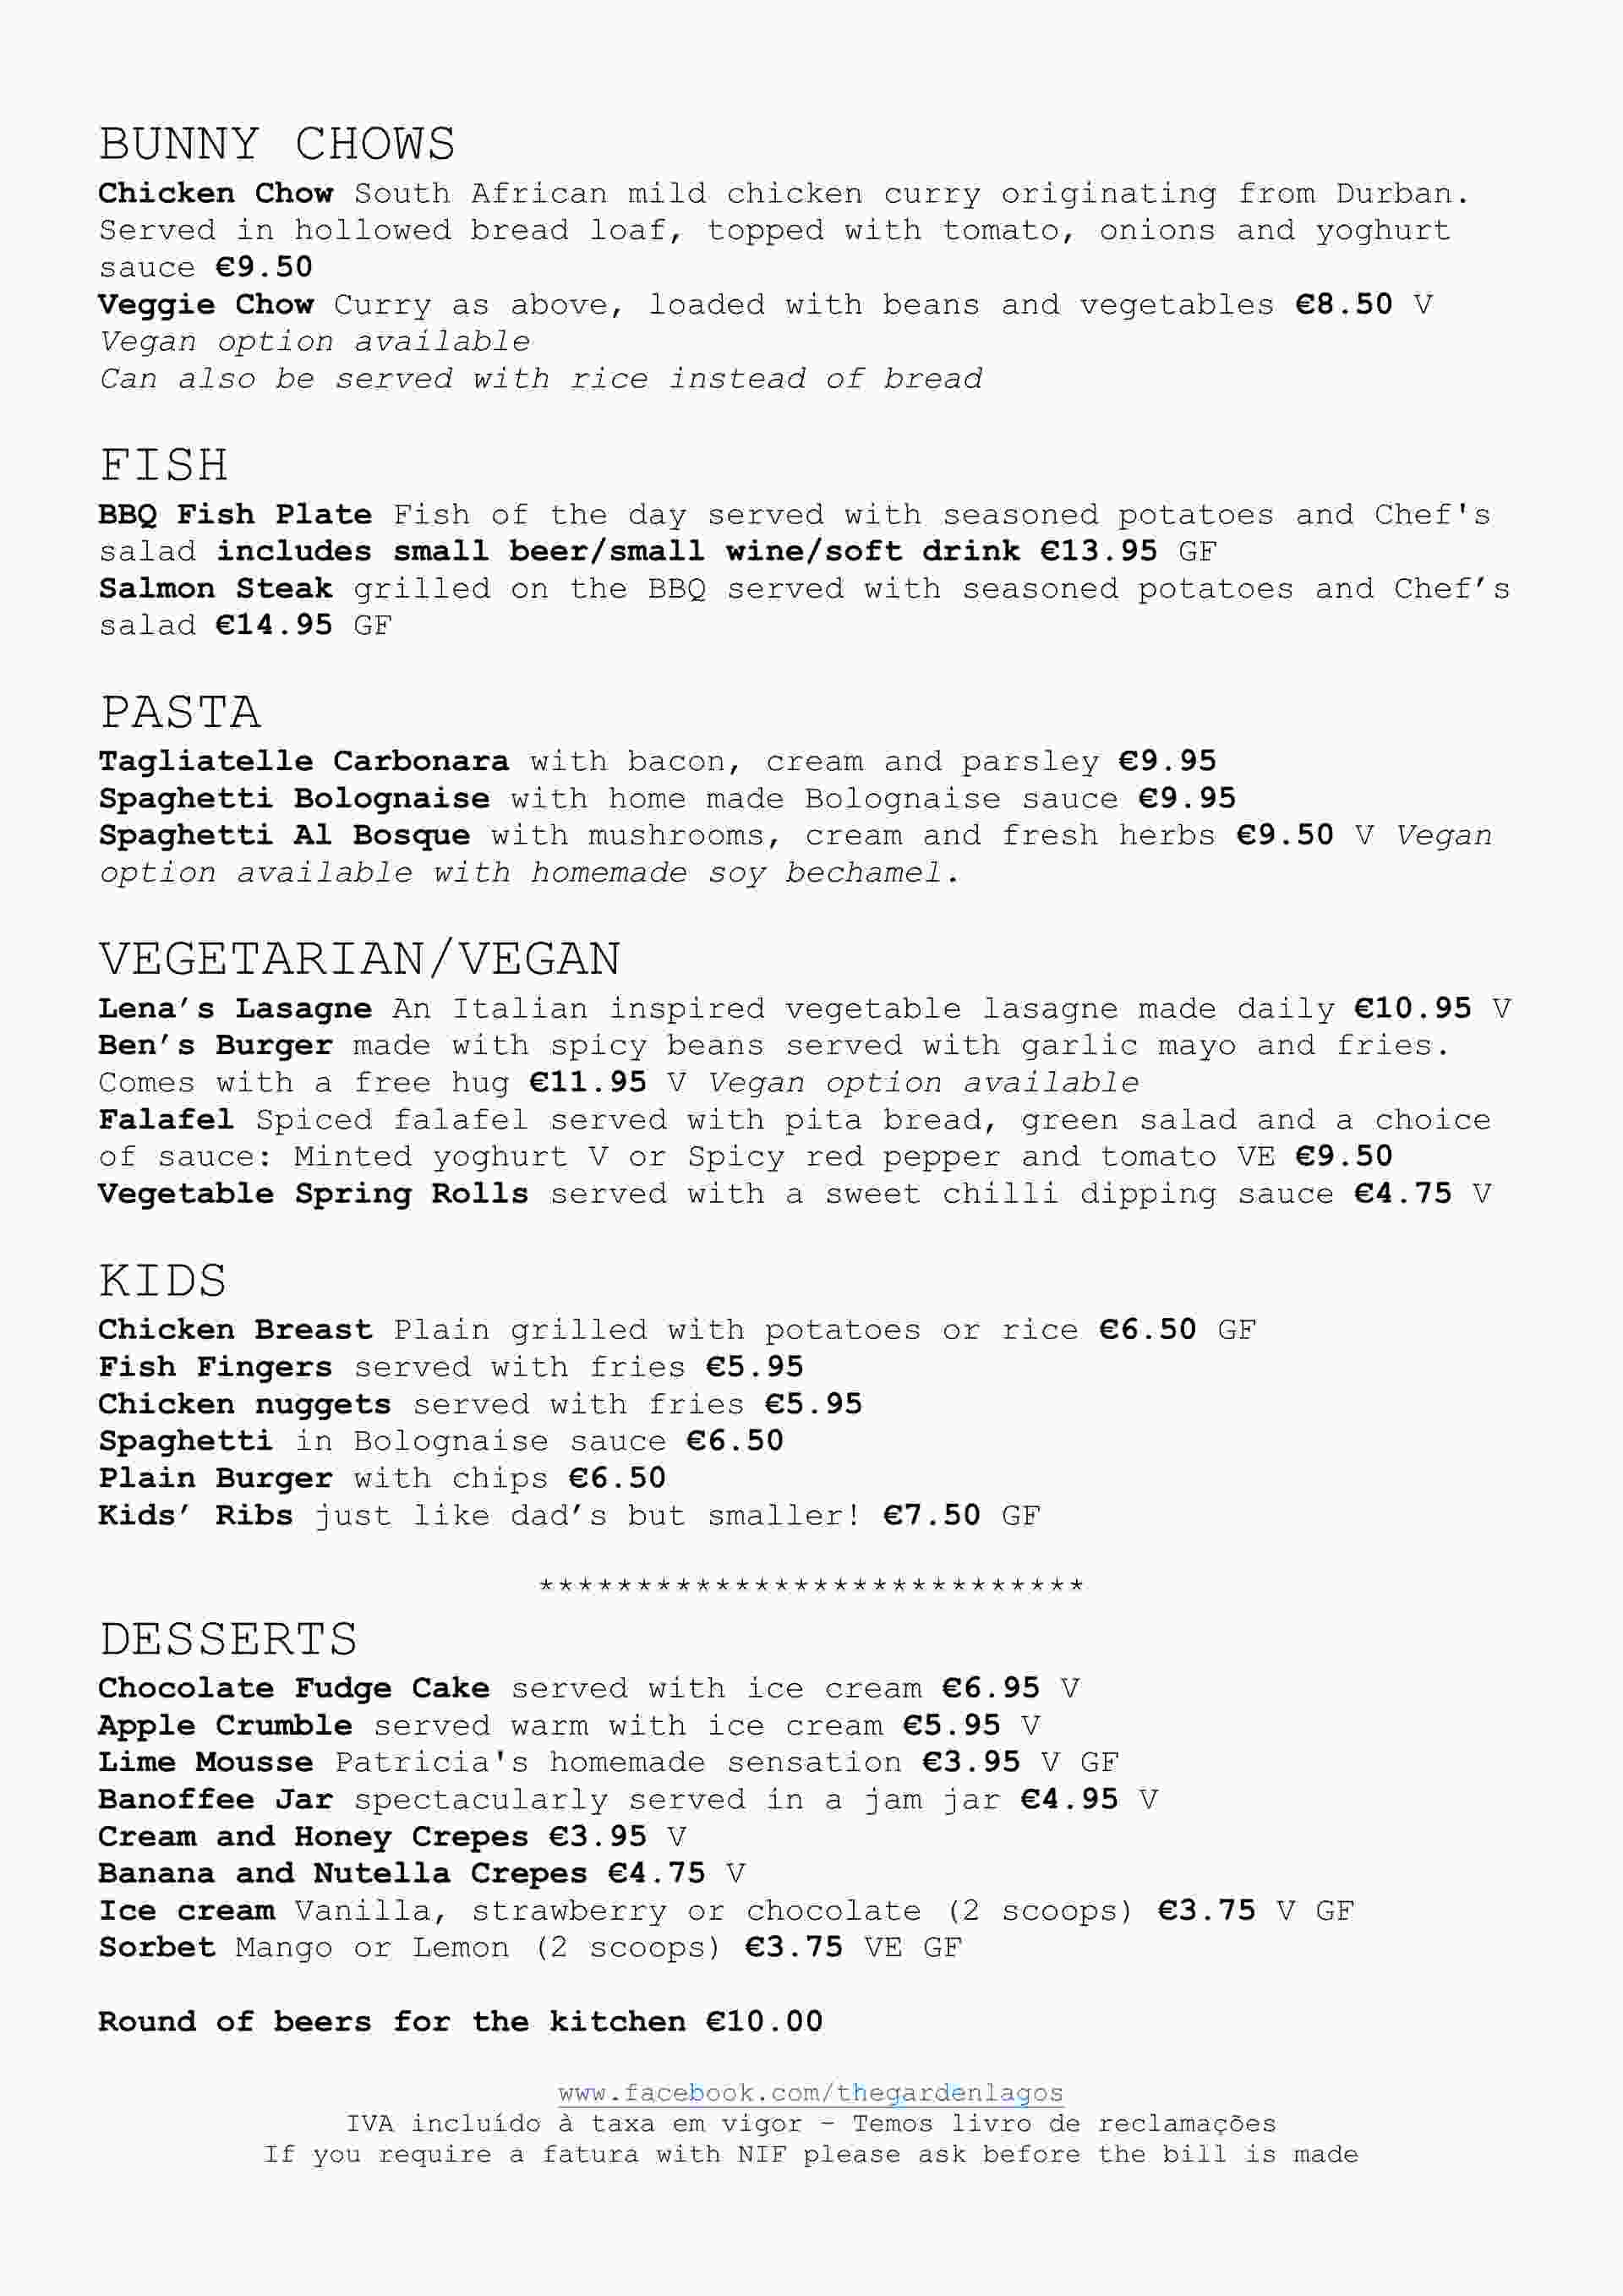 BUNNY CHOWS
Chicken Chow South African mild chicken curry originating from Durban.
Served in hollowed bread loaf, topped with tomato, onions and yoghurt
sauce €9.50
Veggie Chow Curry as above, loaded with beans and vegetables €8.50 V
Vegan option available
Can also be served with rice instead of bread
FISH
BBQ Fish Plate Fish of the day served with seasoned potatoes and Chef's
salad includes small beer/small wine/soft drink €13.95 GF
Salmon Steak grilled on the BBQ served with seasoned potatoes and Chef’s
salad €14.95 GF
PASTA
Tagliatelle Carbonara with bacon, cream and parsley €9.95
Spaghetti Bolognaise with home made Bolognaise sauce €9.95
Spaghetti Al Bosque with mushrooms, cream and fresh herbs €9.50 V Vegan
option available with homemade soy bechamel.
VEGETARIAN/VEGAN
Lena’s Lasagne An Italian inspired vegetable lasagne made daily €10.95 V
Ben’s Burger made with spicy beans served with garlic mayo and fries.
Comes with a free hug €11.95 V Vegan option available
Falafel Spiced falafel served with pita bread, green salad and a choice
of sauce: Minted yoghurt V or Spicy red pepper and tomato VE €9.50
Vegetable Spring Rolls served with a sweet chilli dipping sauce €4.75 V
KIDS
Chicken Breast Plain grilled with potatoes or rice €6.50 GF
Fish Fingers served with fries €5.95
Chicken nuggets served with fries €5.95
Spaghetti in Bolognaise sauce €6.50
Plain Burger with chips €6.50
Kids’ Ribs just like dad’s but smaller! €7.50 GF
****************************
DESSERTS
Chocolate Fudge Cake served with ice cream €6.95 V
Apple Crumble served warm with ice cream €5.95 V
Lime Mousse Patricia's homemade sensation €3.95 V GF
Banoffee Jar spectacularly served in a jam jar €4.95 V
Cream and Honey Crepes €3.95 V
Banana and Nutella Crepes €4.75 V
Ice cream Vanilla, strawberry or chocolate (2 scoops) €3.75 V GF
Sorbet Mango or Lemon (2 scoops) €3.75 VE GF
Round of beers for the kitchen €10.00
www.facebook.com/thegardenlagos
IVA incluído à taxa em vigor – Temos livro de reclamações
If you require a fatura with NIF please ask before the bill is made